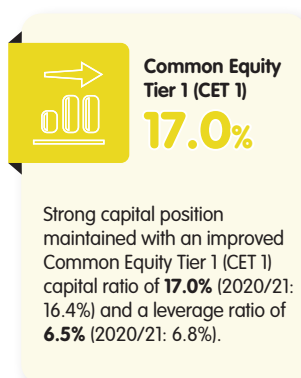 Common Equity
Tier 1 (CET 1)
17.0%
Strong capital position
maintained with an improved
Common Equity Tier 1 (CET 1)
capital ratio of 17.0% (2020/21:
16.4%) and a leverage ratio of
6.5% (2020/21: 6.8%).